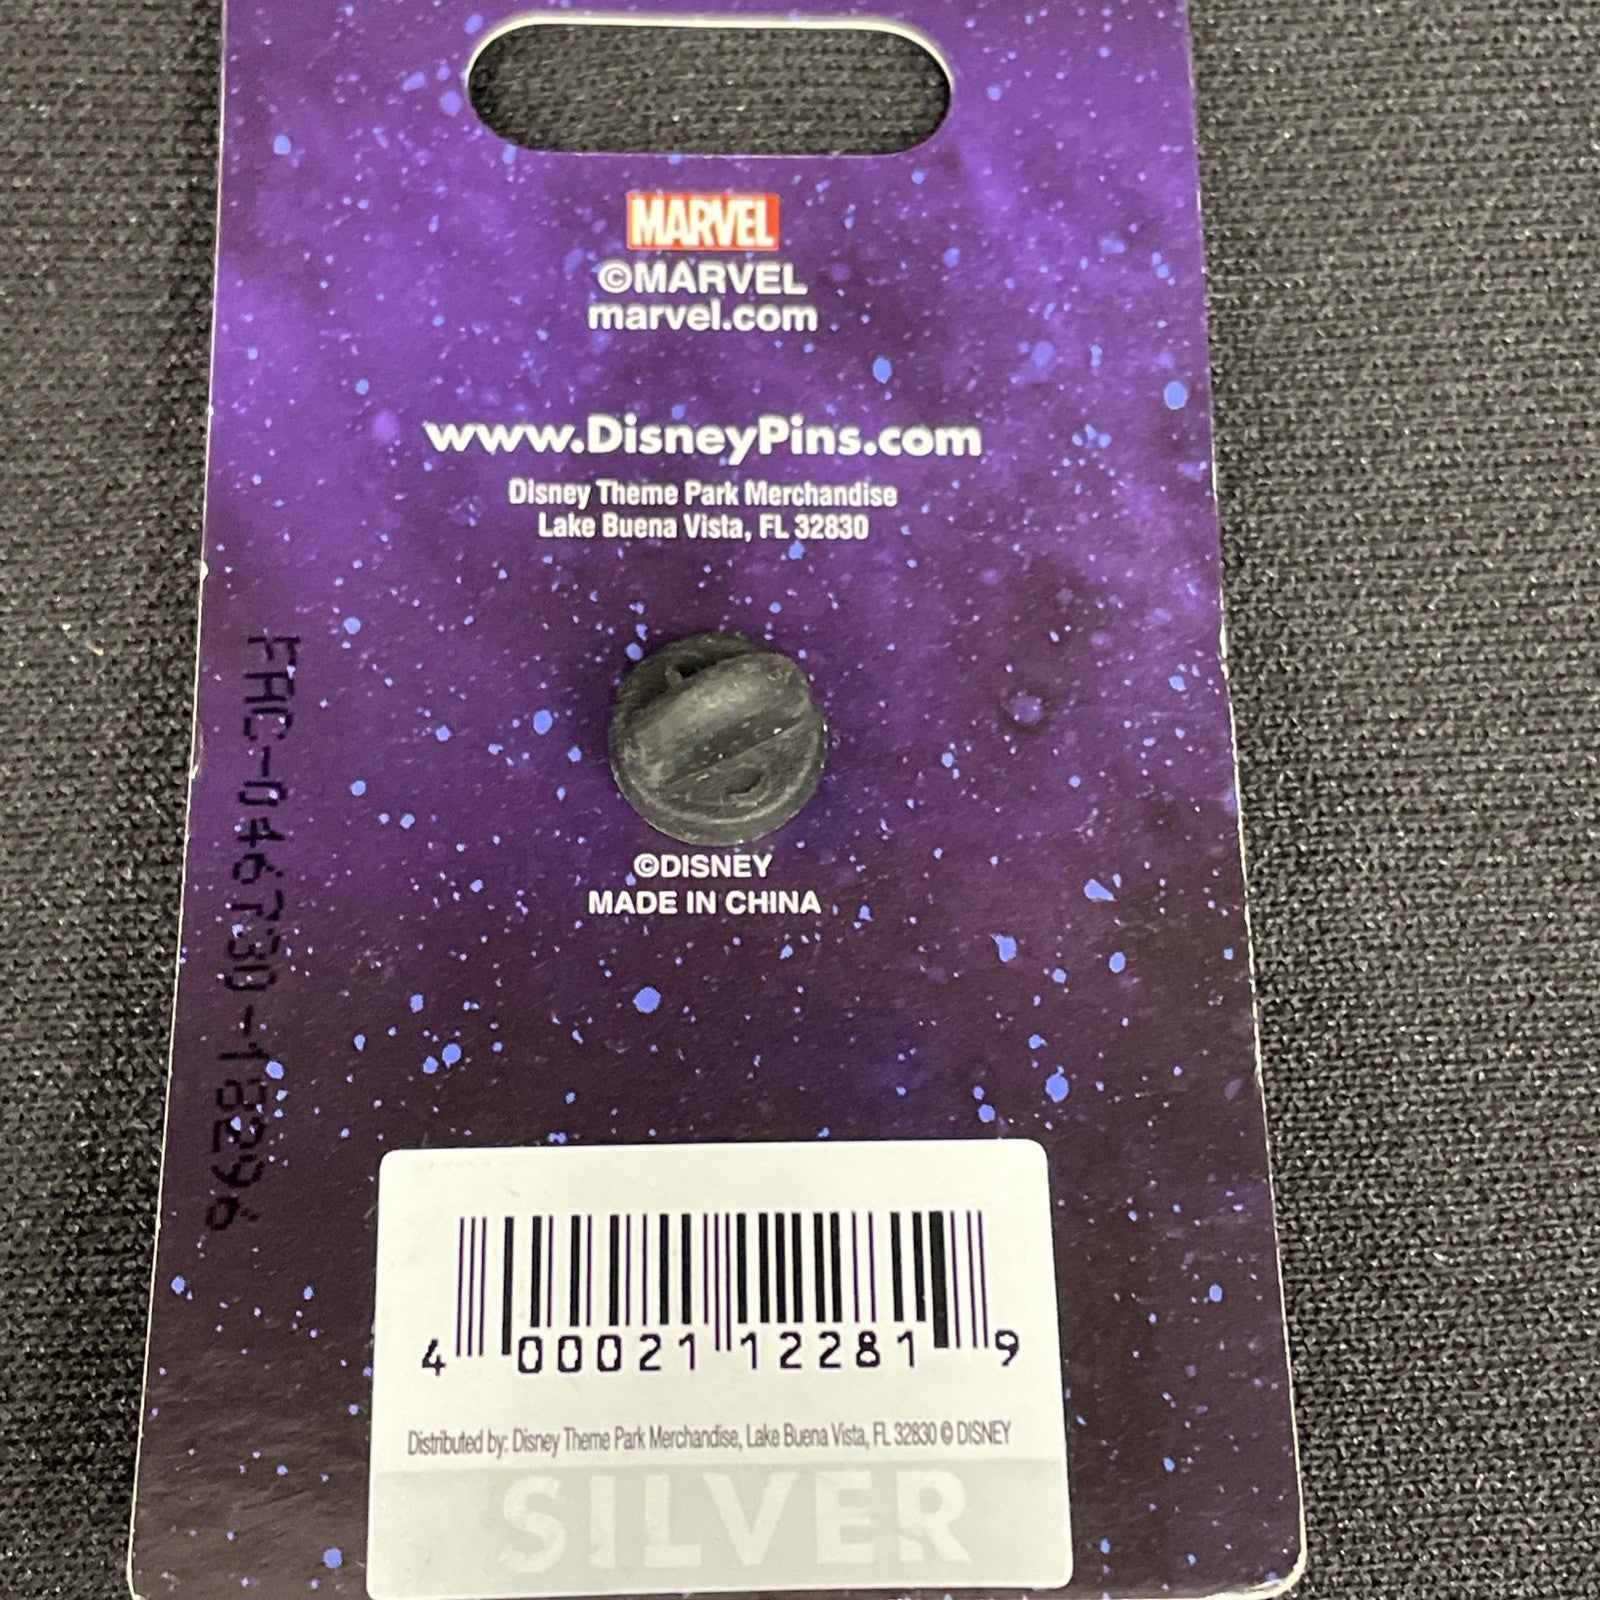 MARVEL
©MARVEL
marvel.com
www.DisneyPins.com
Disney Theme Park Merchandise
Lake Buena Vista, FL 32830
FAC-046730-18296
©DISNEY
MADE IN CHINA
4 00021 12281 9
Distributed by: Disney Theme Park Merchandise, Lake Buena Vista, FL 32830 © DISNEY
SILVER